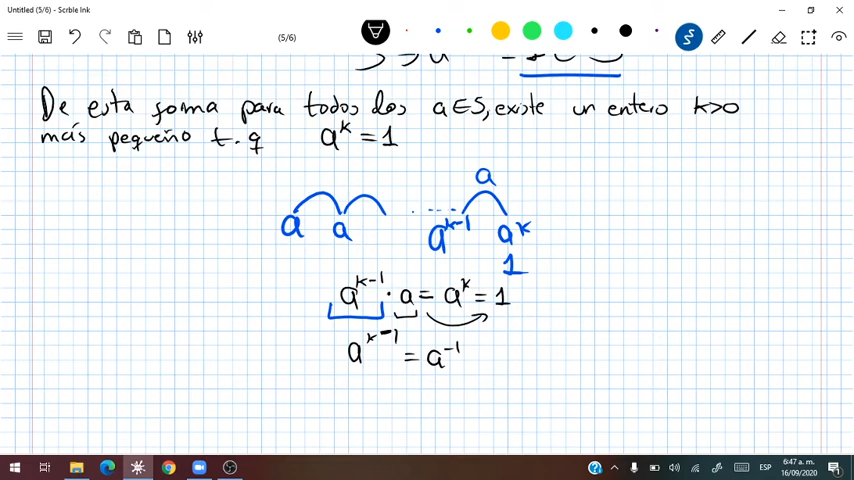 Untitled (5/6) - Scrble Ink
(5/6)
De esta forma para todos los a∈S, existe un entero k>0
más pequeño t.q a^k = 1
a
a a ...... a^{k-1} a^k
1
a^{k-1} · a = a^k = 1
a^{k-1} = a^{-1}
ESP
6:47 a. m.
16/09/2020